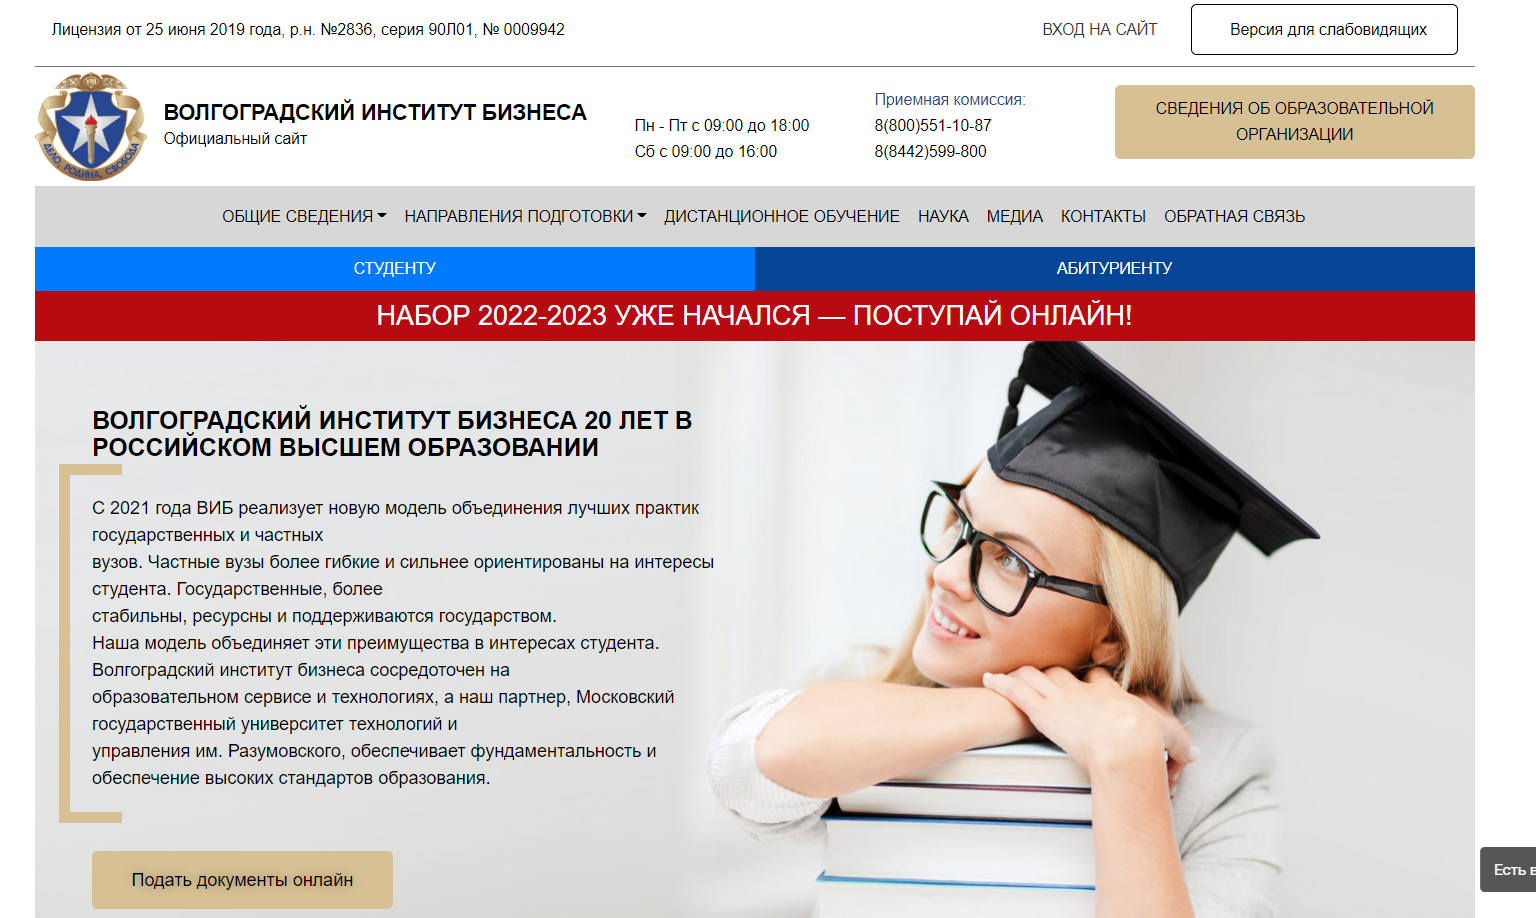 Лицензия от 25 июня 2019 года, р.н. №2836, серия 90Л01, № 0009942
ВХОД НА САЙТ
Версия для слабовидящих
ДЕЛО, РОДИНА, СВОБОДА
ВОЛГОГРАДСКИЙ ИНСТИТУТ БИЗНЕСА
Официальный сайт
Пн - Пт с 09:00 до 18:00
Сб с 09:00 до 16:00
Приемная комиссия:
8(800)551-10-87
8(8442)599-800
СВЕДЕНИЯ ОБ ОБРАЗОВАТЕЛЬНОЙ
ОРГАНИЗАЦИИ
ОБЩИЕ СВЕДЕНИЯ НАПРАВЛЕНИЯ ПОДГОТОВКИ ДИСТАНЦИОННОЕ ОБУЧЕНИЕ НАУКА МЕДИА КОНТАКТЫ ОБРАТНАЯ СВЯЗЬ
СТУДЕНТУ
АБИТУРИЕНТУ
НАБОР 2022-2023 УЖЕ НАЧАЛСЯ — ПОСТУПАЙ ОНЛАЙН!
ВОЛГОГРАДСКИЙ ИНСТИТУТ БИЗНЕСА 20 ЛЕТ В
РОССИЙСКОМ ВЫСШЕМ ОБРАЗОВАНИИ
С 2021 года ВИБ реализует новую модель объединения лучших практик
государственных и частных
вузов. Частные вузы более гибкие и сильнее ориентированы на интересы
студента. Государственные, более
стабильны, ресурсны и поддерживаются государством.
Наша модель объединяет эти преимущества в интересах студента.
Волгоградский институт бизнеса сосредоточен на
образовательном сервисе и технологиях, а наш партнер, Московский
государственный университет технологий и
управления им. Разумовского, обеспечивает фундаментальность и
обеспечение высоких стандартов образования.
Подать документы онлайн
Есть в